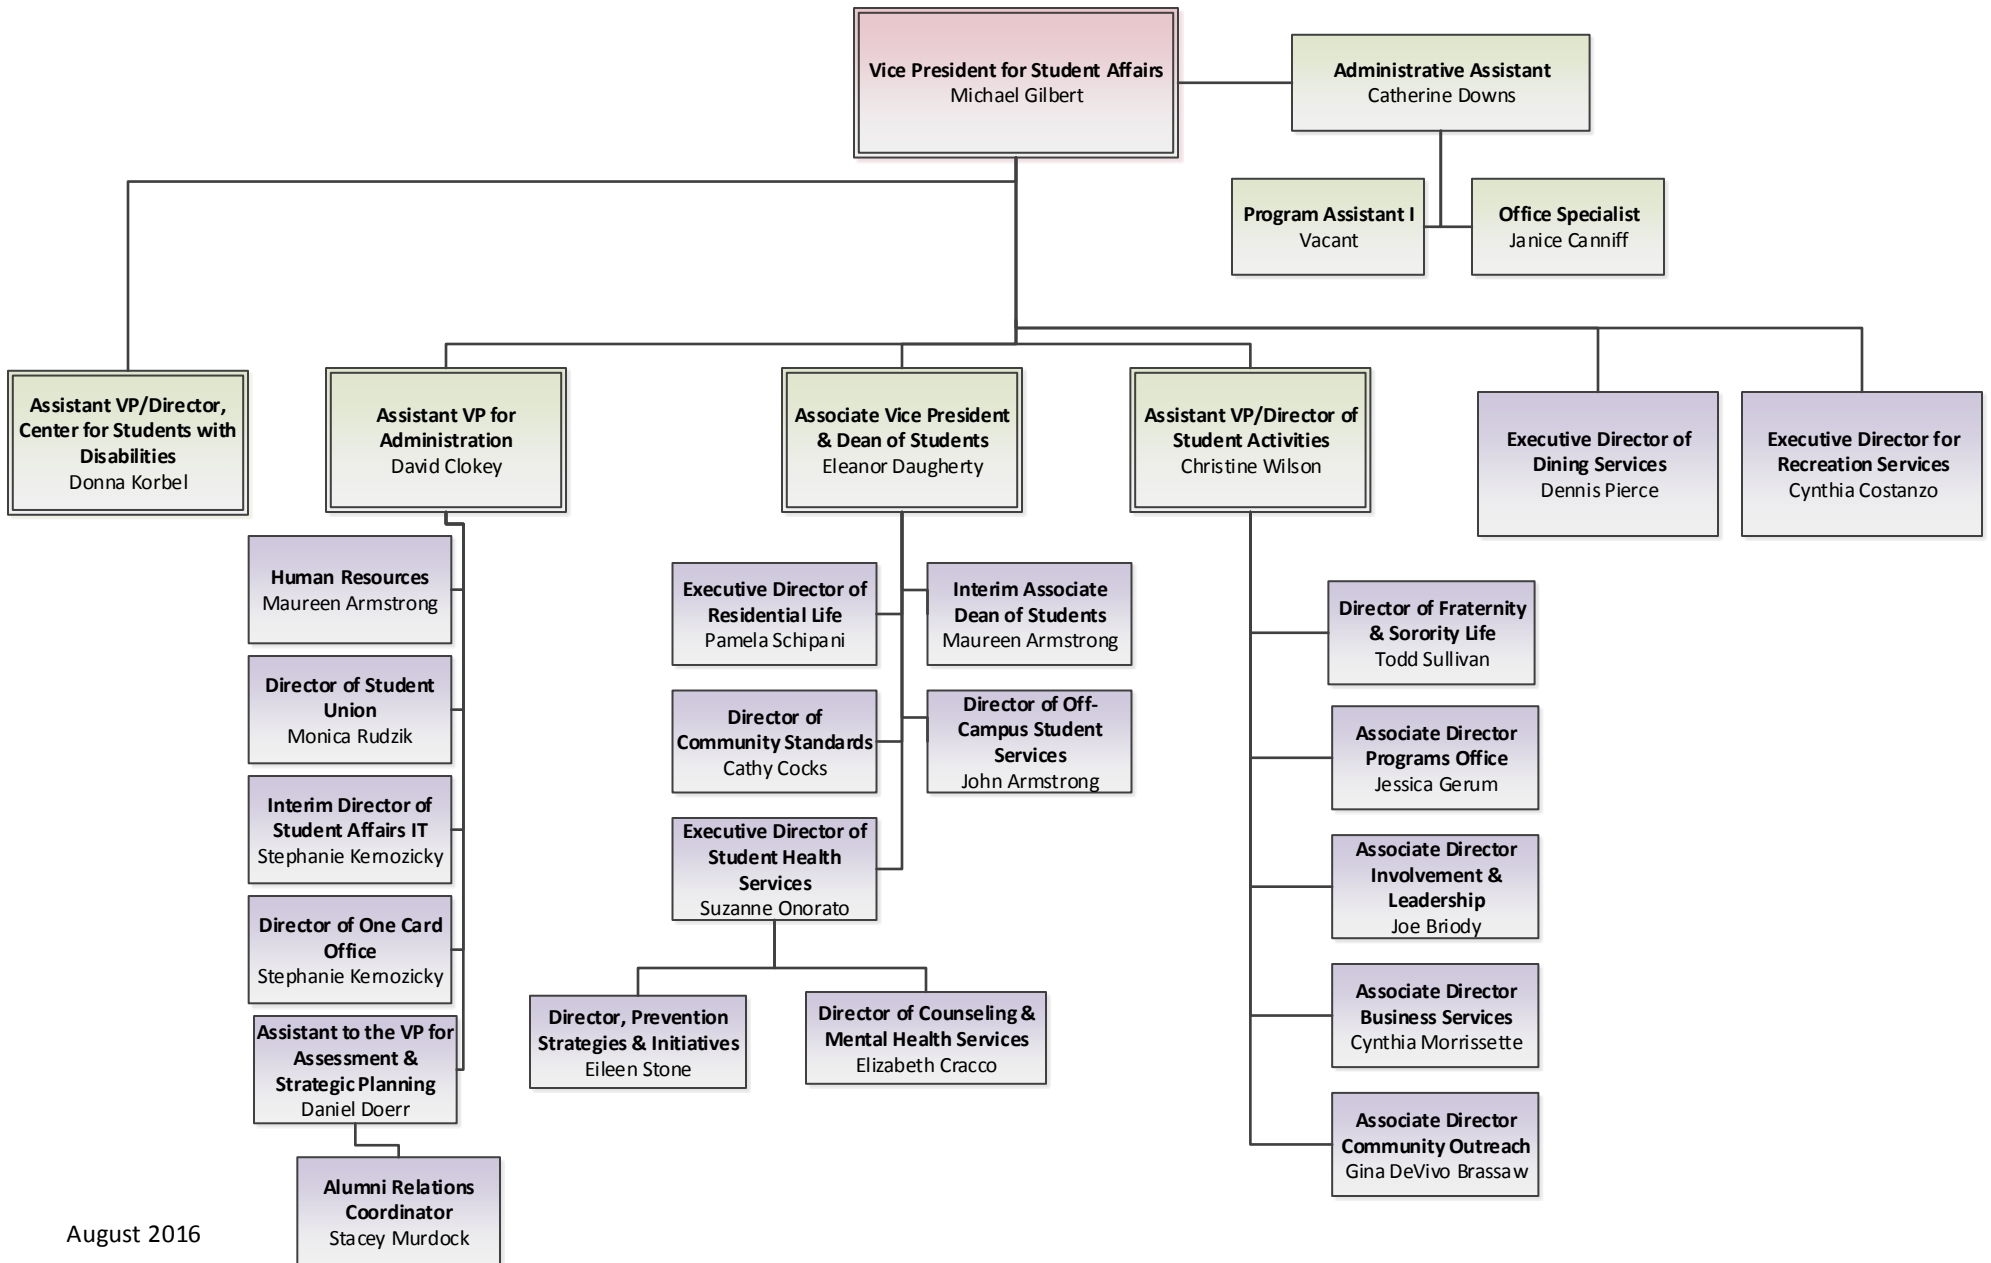 Vice President for Student Affairs
Michael Gilbert
Administrative Assistant
Catherine Downs
Program Assistant I
Vacant
Office Specialist
Janice Canniff
Assistant VP/Director,
Center for Students with
Disabilities
Donna Korbel
Assistant VP for
Administration
David Clokey
Associate Vice President
& Dean of Students
Eleanor Daugherty
Assistant VP/Director of
Student Activities
Christine Wilson
Executive Director of
Dining Services
Dennis Pierce
Executive Director for
Recreation Services
Cynthia Costanzo
Human Resources
Maureen Armstrong
Director of Student
Union
Monica Rudzik
Interim Director of
Student Affairs IT
Stephanie Kernozicky
Director of One Card
Office
Stephanie Kernozicky
Assistant to the VP for
Assessment &
Strategic Planning
Daniel Doerr
Alumni Relations
Coordinator
Stacey Murdock
Executive Director of
Residential Life
Pamela Schipani
Interim Associate
Dean of Students
Maureen Armstrong
Director of
Community Standards
Cathy Cocks
Director of Off-
Campus Student
Services
John Armstrong
Executive Director of
Student Health
Services
Suzanne Onorato
Director, Prevention
Strategies & Initiatives
Eileen Stone
Director of Counseling &
Mental Health Services
Elizabeth Cracco
Director of Fraternity
& Sorority Life
Todd Sullivan
Associate Director
Programs Office
Jessica Gerum
Associate Director
Involvement &
Leadership
Joe Briody
Associate Director
Business Services
Cynthia Morrissette
Associate Director
Community Outreach
Gina DeVivo Brassaw
August 2016